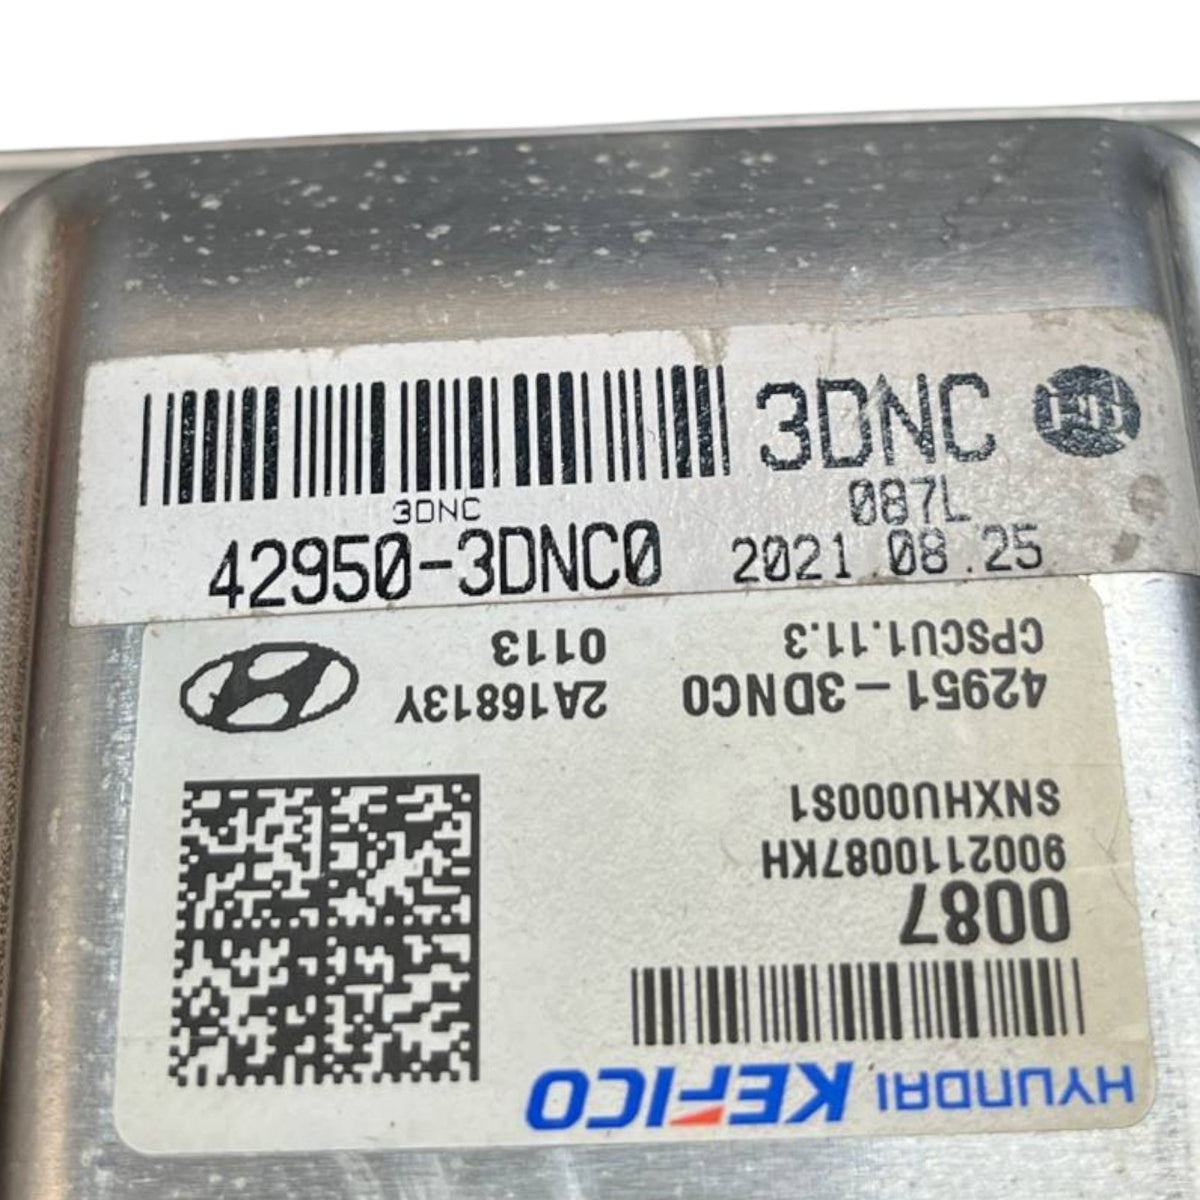 3DNC
087L
3DNC
42950-3DNC0 2021.08.25
HYUNDAI KEFICO
0087
9002110087KH
SNXHU000S1
42951-3DNC0 2A16813Y
CPSCU1.11.3 0113